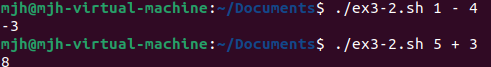 mjh@mjh-virtual-machine:~/Documents$ ./ex3-2.sh 1 - 4
-3
mjh@mjh-virtual-machine:~/Documents$ ./ex3-2.sh 5 + 3
8